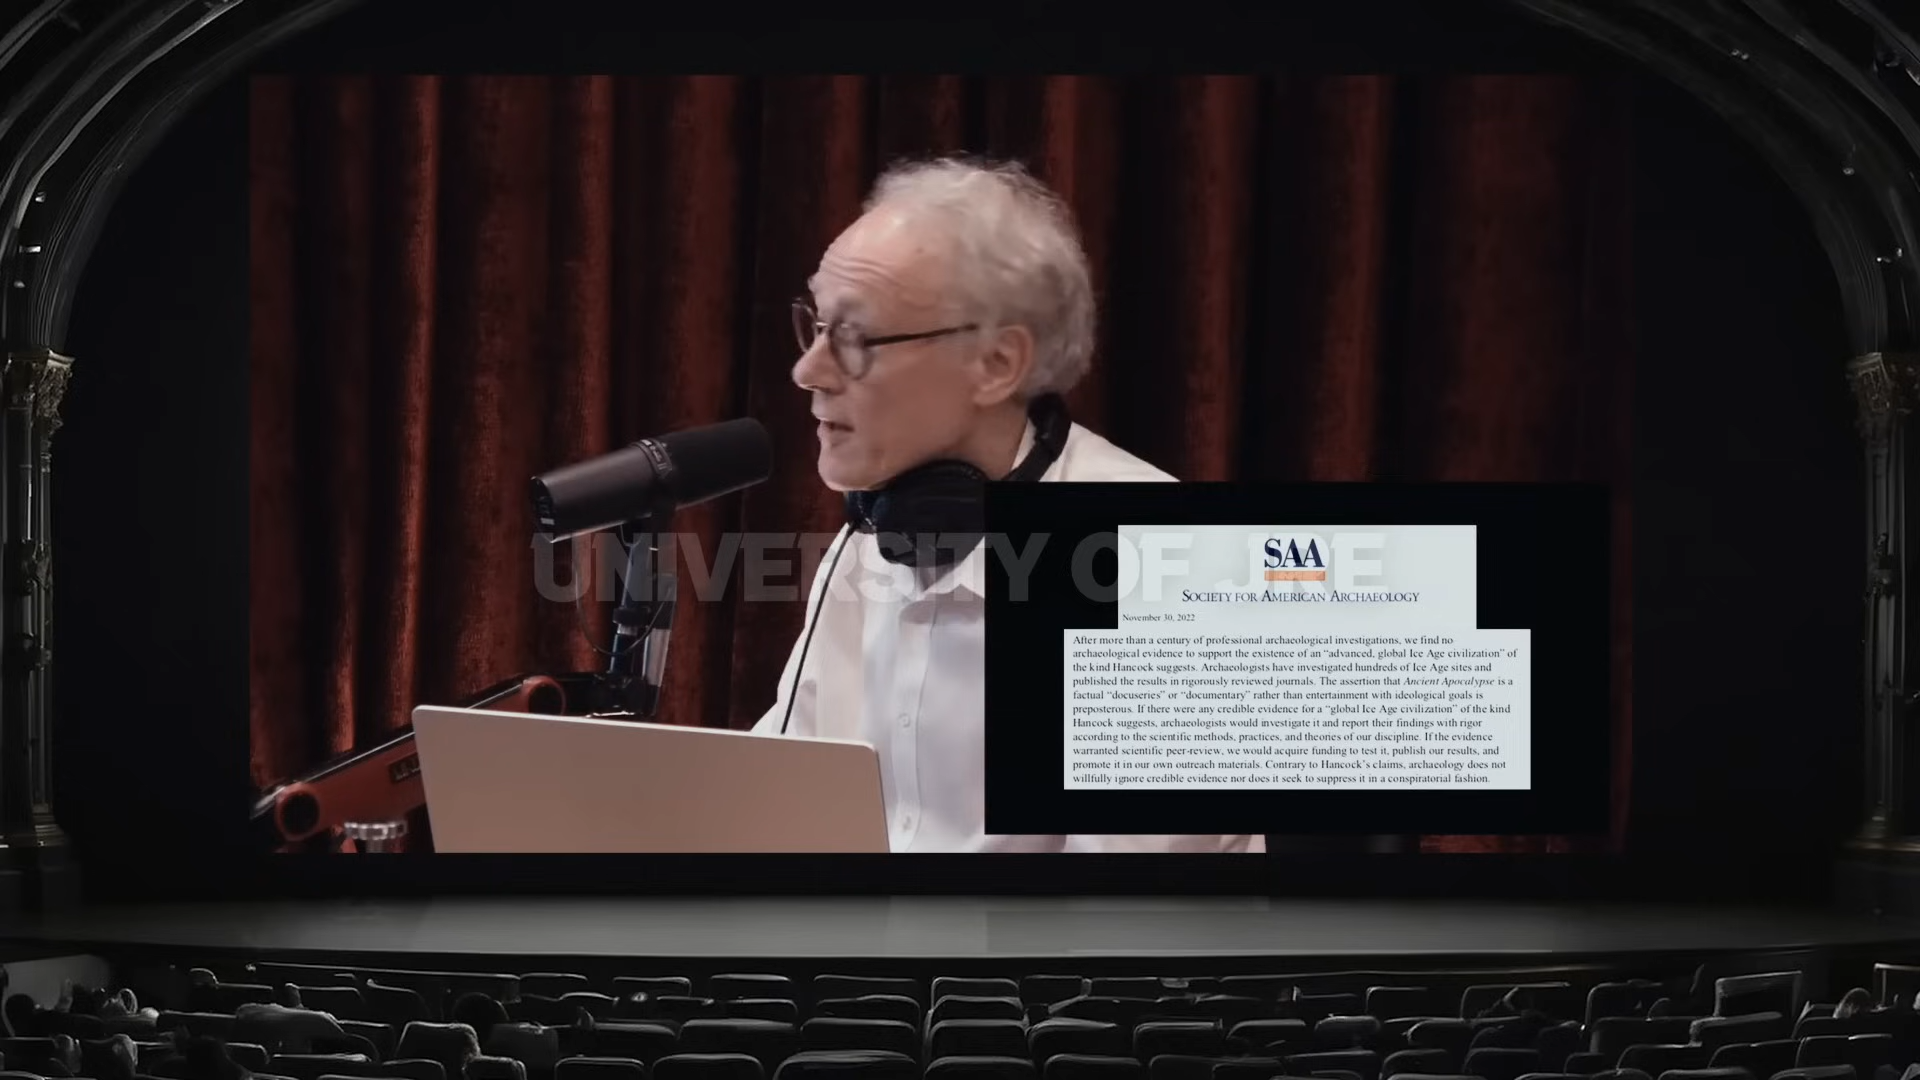 UNIVERSITY OF JRE
SAA
SOCIETY FOR AMERICAN ARCHAEOLOGY
November 30, 2022
After more than a century of professional archaeological investigations, we find no
archaeological evidence to support the existence of an “advanced, global Ice Age civilization” of
the kind Hancock suggests. Archaeologists have investigated hundreds of Ice Age sites and
published the results in rigorously reviewed journals. The assertion that Ancient Apocalypse is a
factual “docuseries” or “documentary” rather than entertainment with ideological goals is
preposterous. If there were any credible evidence for a “global Ice Age civilization” of the kind
Hancock suggests, archaeologists would investigate it and report their findings with rigor
according to the scientific methods, practices, and theories of our discipline. If the evidence
warranted scientific peer-review, we would acquire funding to test it, publish our results, and
promote it in our own outreach materials. Contrary to Hancock’s claims, archaeology does not
willfully ignore credible evidence nor does it seek to suppress it in a conspiratorial fashion.